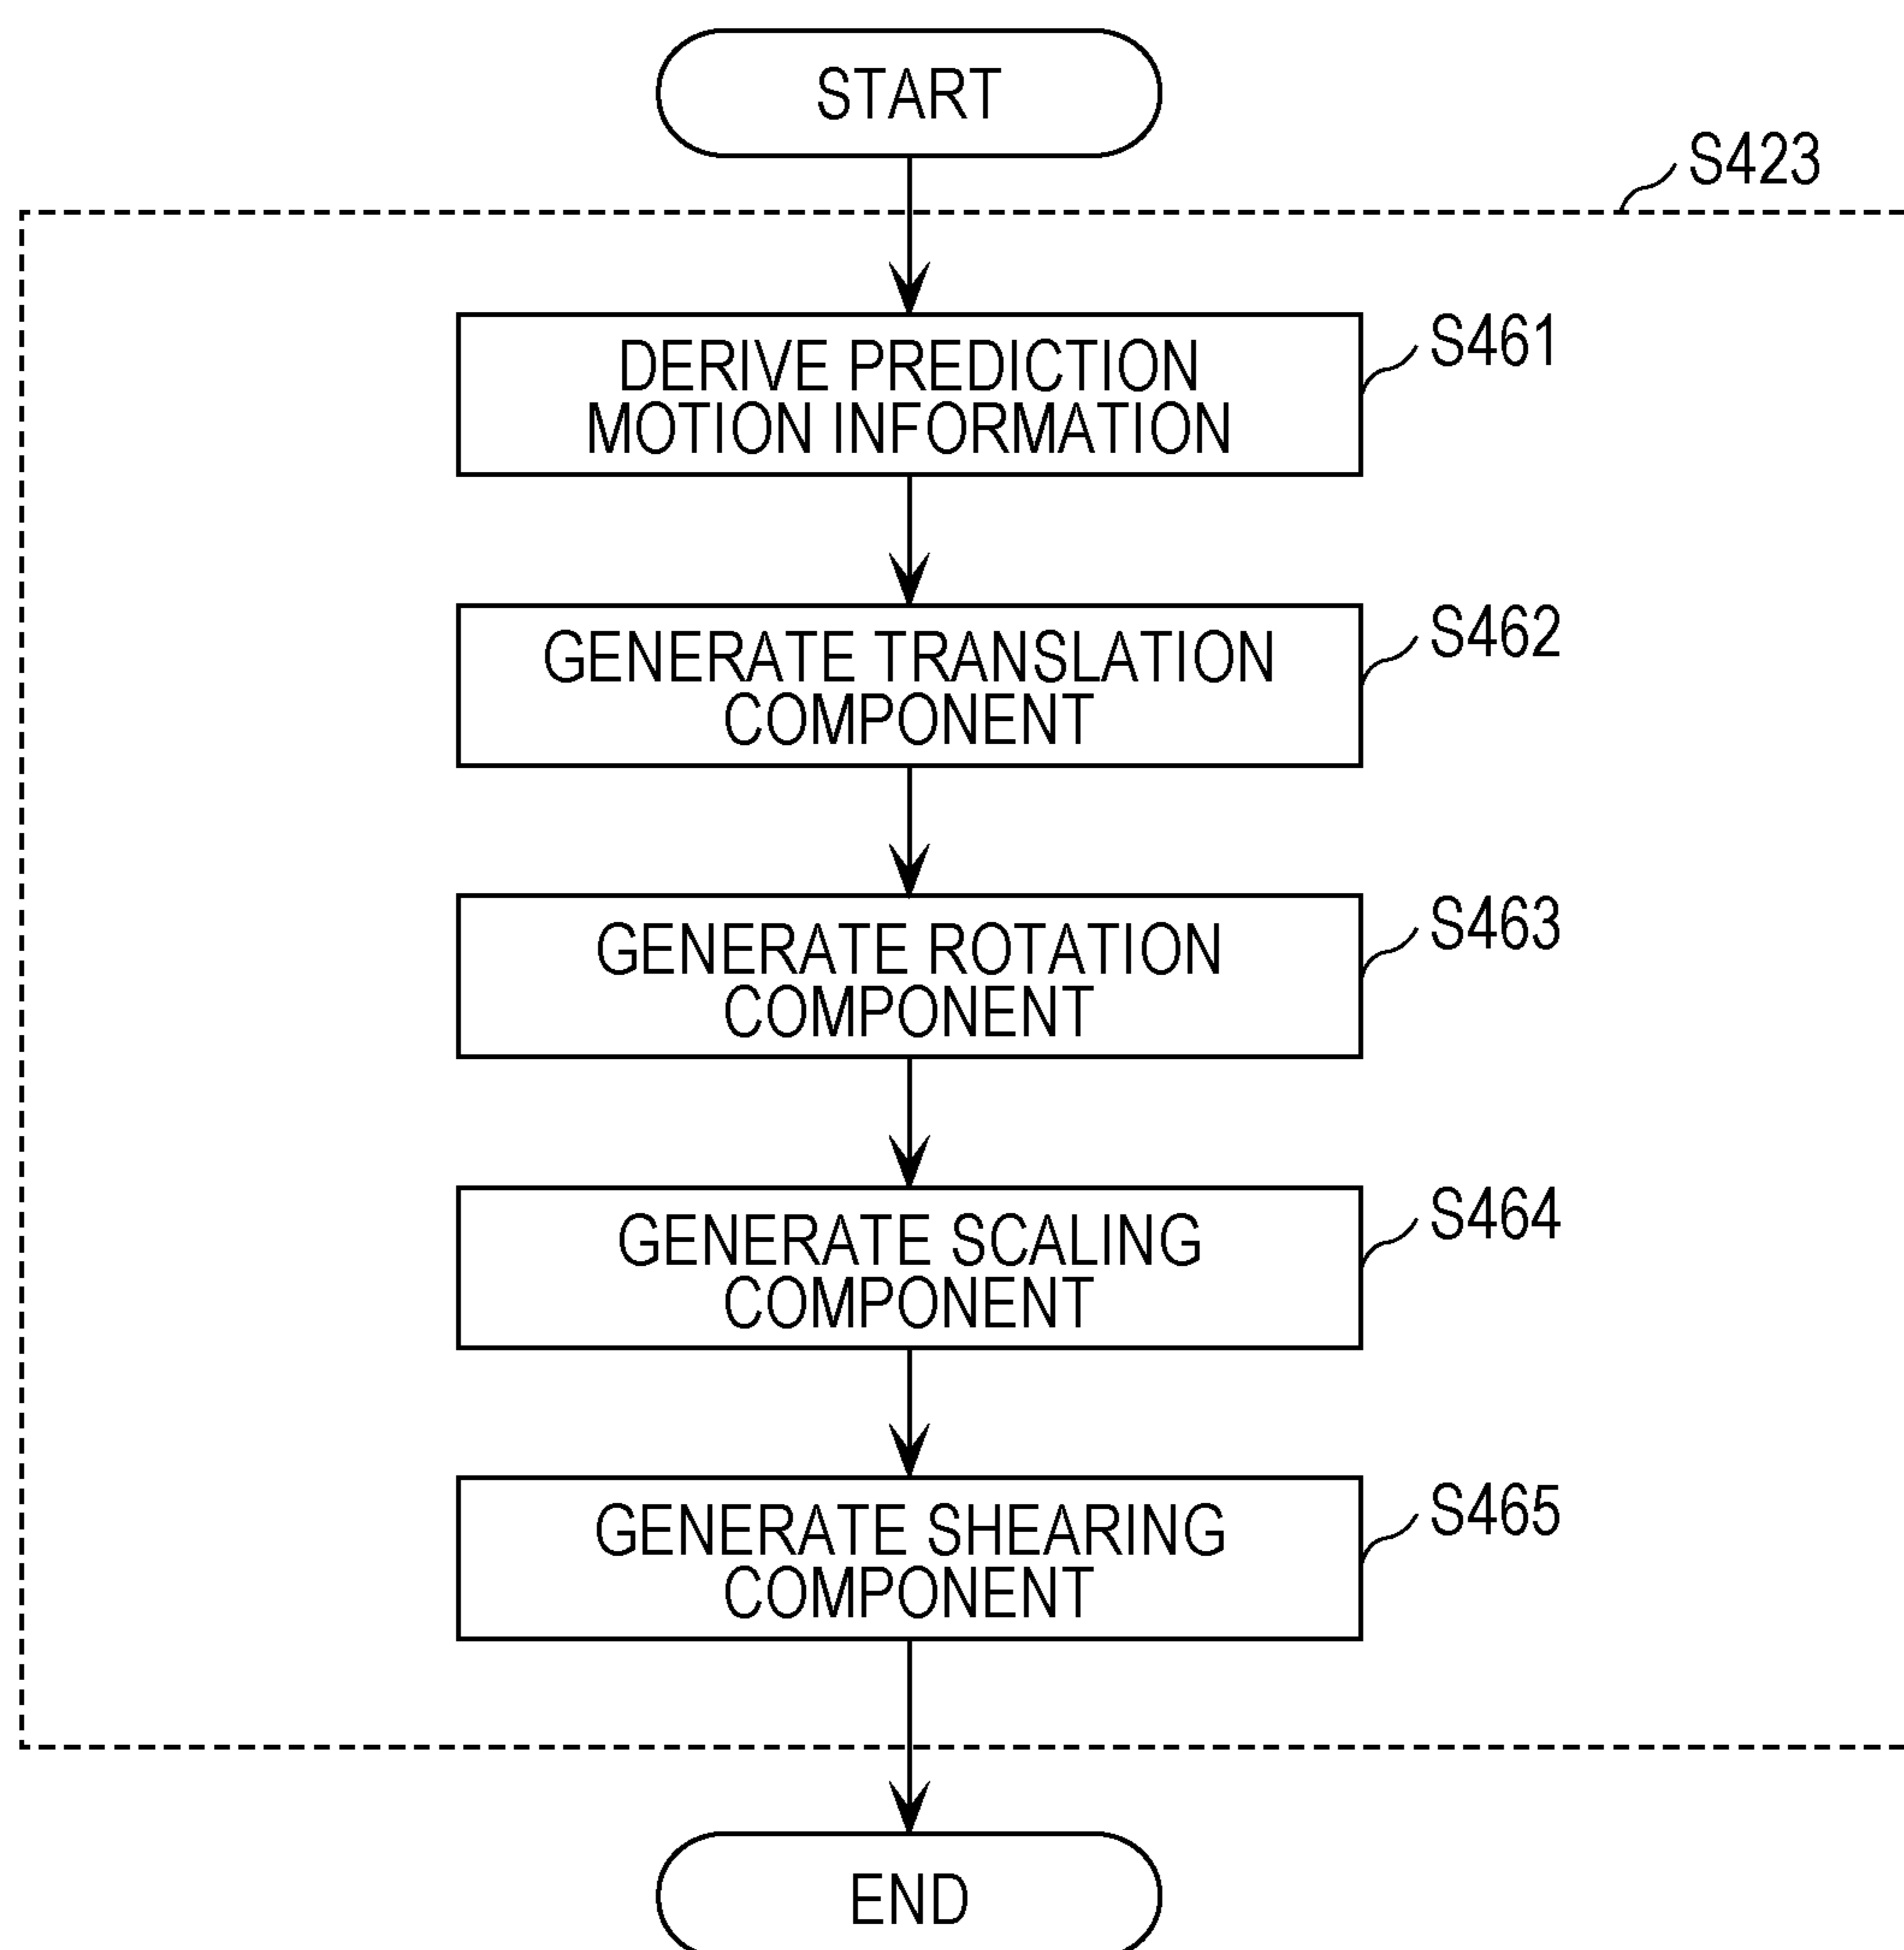 START
S423
DERIVE PREDICTION
MOTION INFORMATION
S461
GENERATE TRANSLATION
COMPONENT
S462
GENERATE ROTATION
COMPONENT
S463
GENERATE SCALING
COMPONENT
S464
GENERATE SHEARING
COMPONENT
S465
END